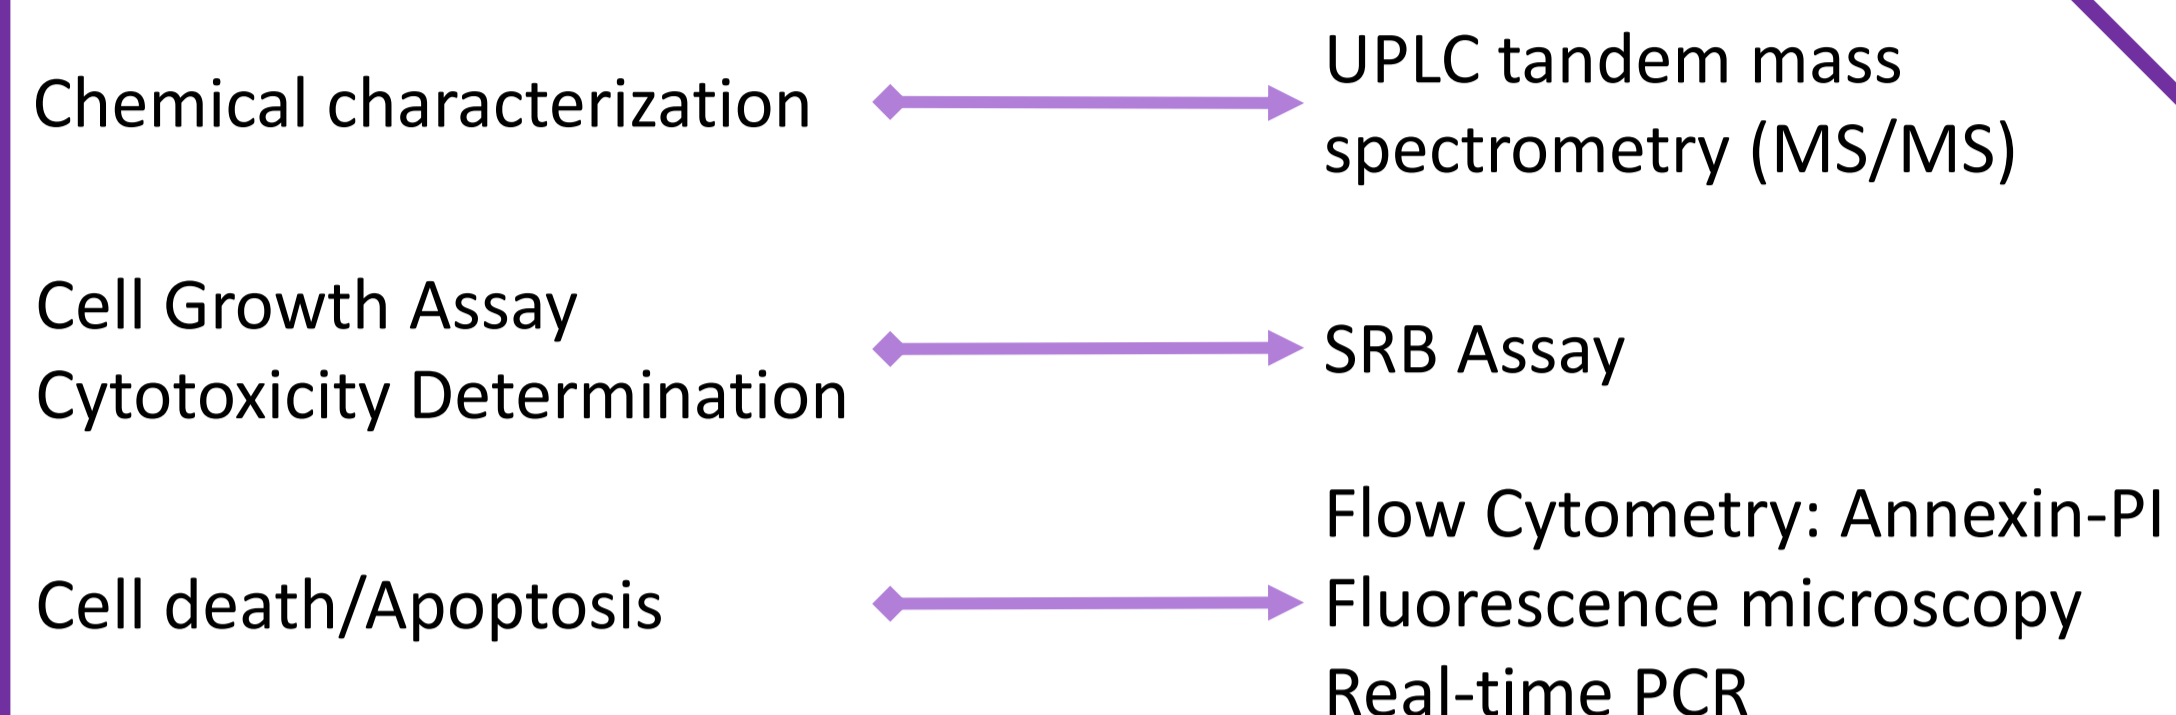 Chemical characterization
UPLC tandem mass
spectrometry (MS/MS)
Cell Growth Assay
Cytotoxicity Determination
SRB Assay
Cell death/Apoptosis
Flow Cytometry: Annexin-PI
Fluorescence microscopy
Real-time PCR